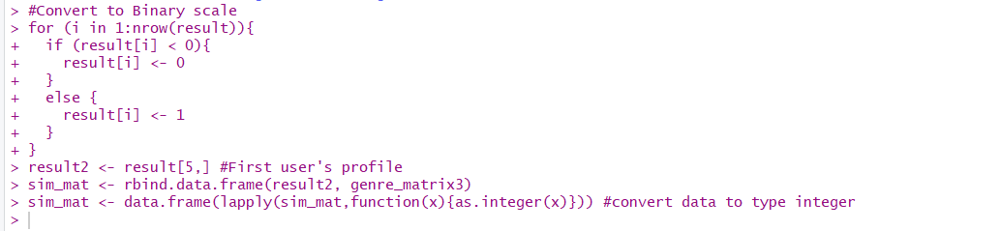 > #Convert to Binary scale
> for (i in 1:nrow(result)){
+   if (result[i] < 0){
+     result[i] <- 0
+   }
+   else {
+     result[i] <- 1
+   }
+ }
> result2 <- result[5,] #First user's profile
> sim_mat <- rbind.data.frame(result2, genre_matrix3)
> sim_mat <- data.frame(lapply(sim_mat,function(x){as.integer(x)})) #convert data to type integer
>